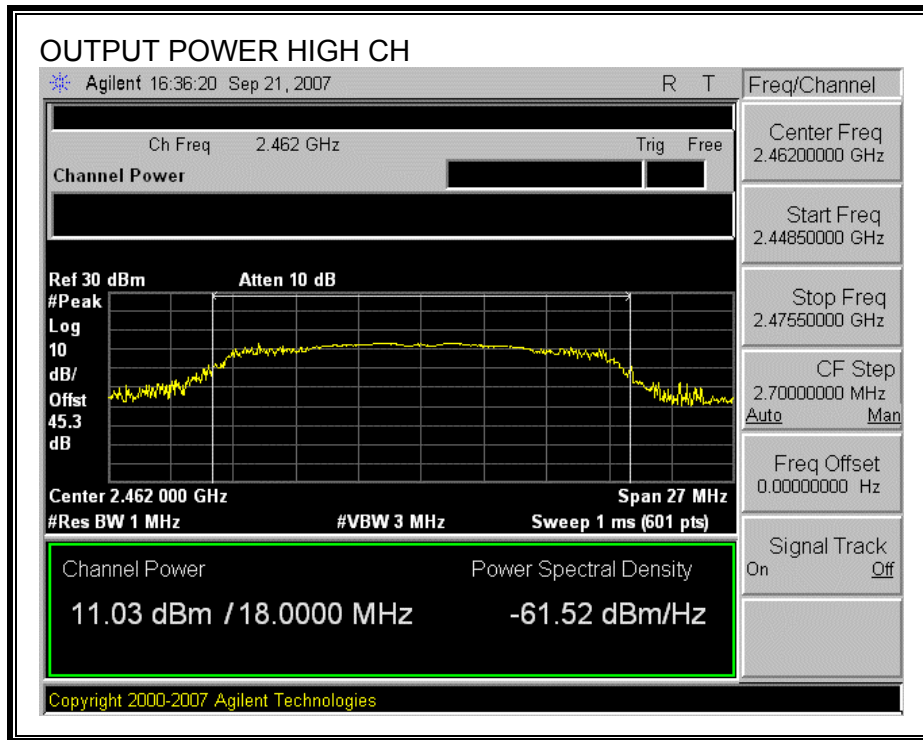 OUTPUT POWER HIGH CH
Agilent 16:36:20 Sep 21, 2007 R T
Freq/Channel
Ch Freq 2.462 GHz Trig Free
Channel Power
Center Freq
2.46200000 GHz
Start Freq
2.44850000 GHz
Stop Freq
2.47550000 GHz
CF Step
2.70000000 MHz
Auto Man
Freq Offset
0.00000000 Hz
Signal Track
On Off
Ref 30 dBm Atten 10 dB
#Peak
Log
10
dB/
Offst
45.3
dB
Center 2.462 000 GHz Span 27 MHz
#Res BW 1 MHz #VBW 3 MHz Sweep 1 ms (601 pts)
Channel Power Power Spectral Density
11.03 dBm / 18.0000 MHz -61.52 dBm/Hz
Copyright 2000-2007 Agilent Technologies